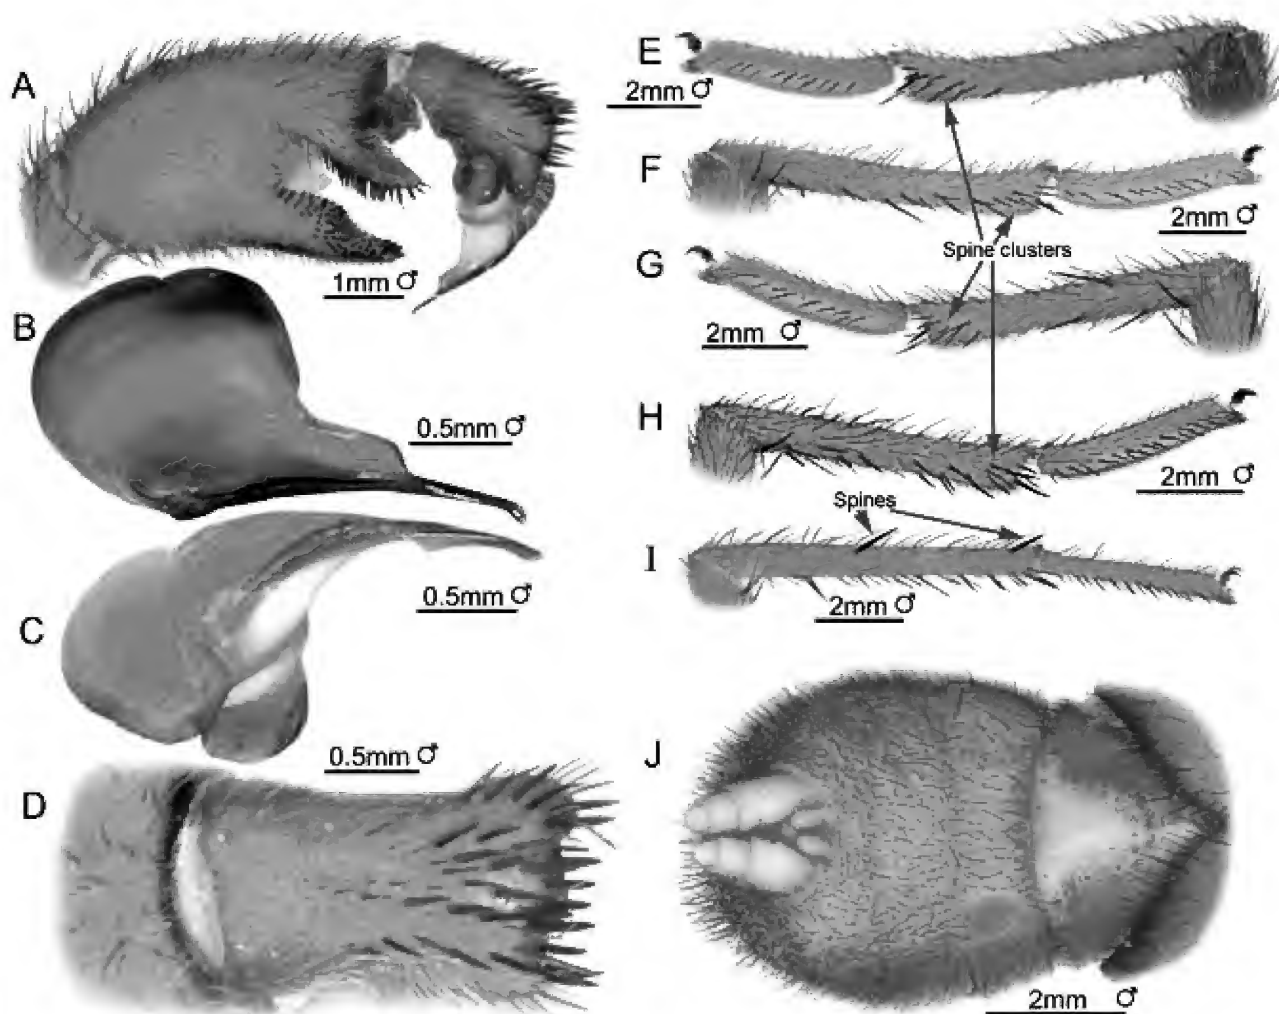 A
1mm ♂
B
0.5mm ♂
C
0.5mm ♂
D
0.5mm ♂
E
2mm ♂
F
2mm ♂
Spine clusters
G
2mm ♂
H
2mm ♂
Spines
I
2mm ♂
J
2mm ♂